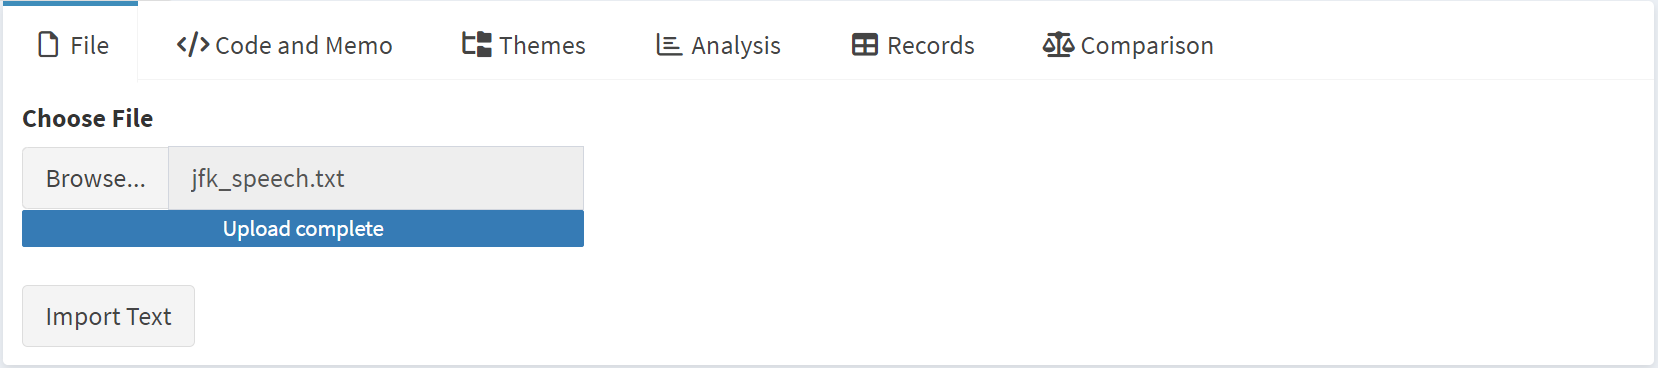 File Code and Memo Themes Analysis Records Comparison
Choose File
Browse... jfk_speech.txt
Upload complete
Import Text